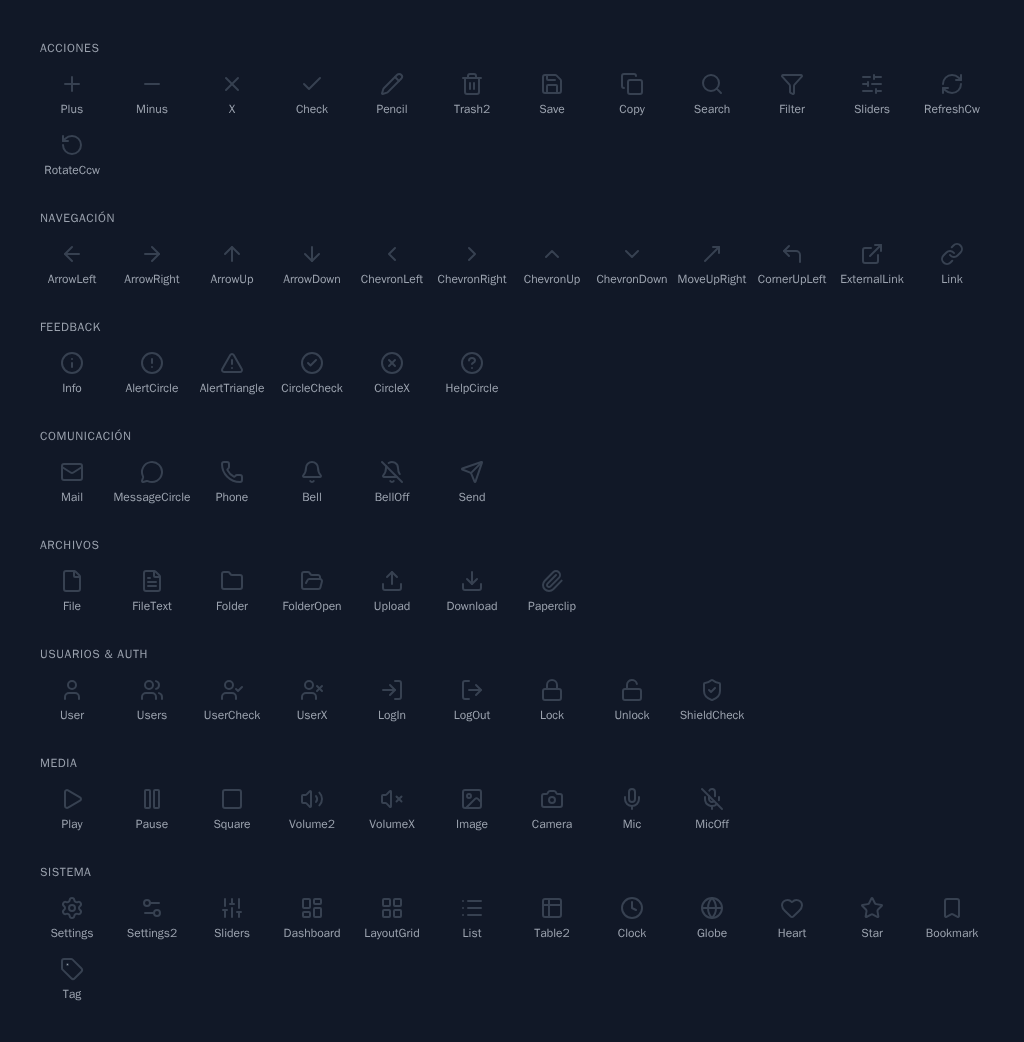 ACCIONES
Plus Minus X Check Pencil Trash2 Save Copy Search Filter Sliders RefreshCw
RotateCcw
NAVEGACIÓN
ArrowLeft ArrowRight ArrowUp ArrowDown ChevronLeft ChevronRight ChevronUp ChevronDown MoveUpRight CornerUpLeft ExternalLink Link
FEEDBACK
Info AlertCircle AlertTriangle CircleCheck CircleX HelpCircle
COMUNICACIÓN
Mail MessageCircle Phone Bell BellOff Send
ARCHIVOS
File FileText Folder FolderOpen Upload Download Paperclip
USUARIOS & AUTH
User Users UserCheck UserX LogIn LogOut Lock Unlock ShieldCheck
MEDIA
Play Pause Square Volume2 VolumeX Image Camera Mic MicOff
SISTEMA
Settings Settings2 Sliders Dashboard LayoutGrid List Table2 Clock Globe Heart Star Bookmark
Tag